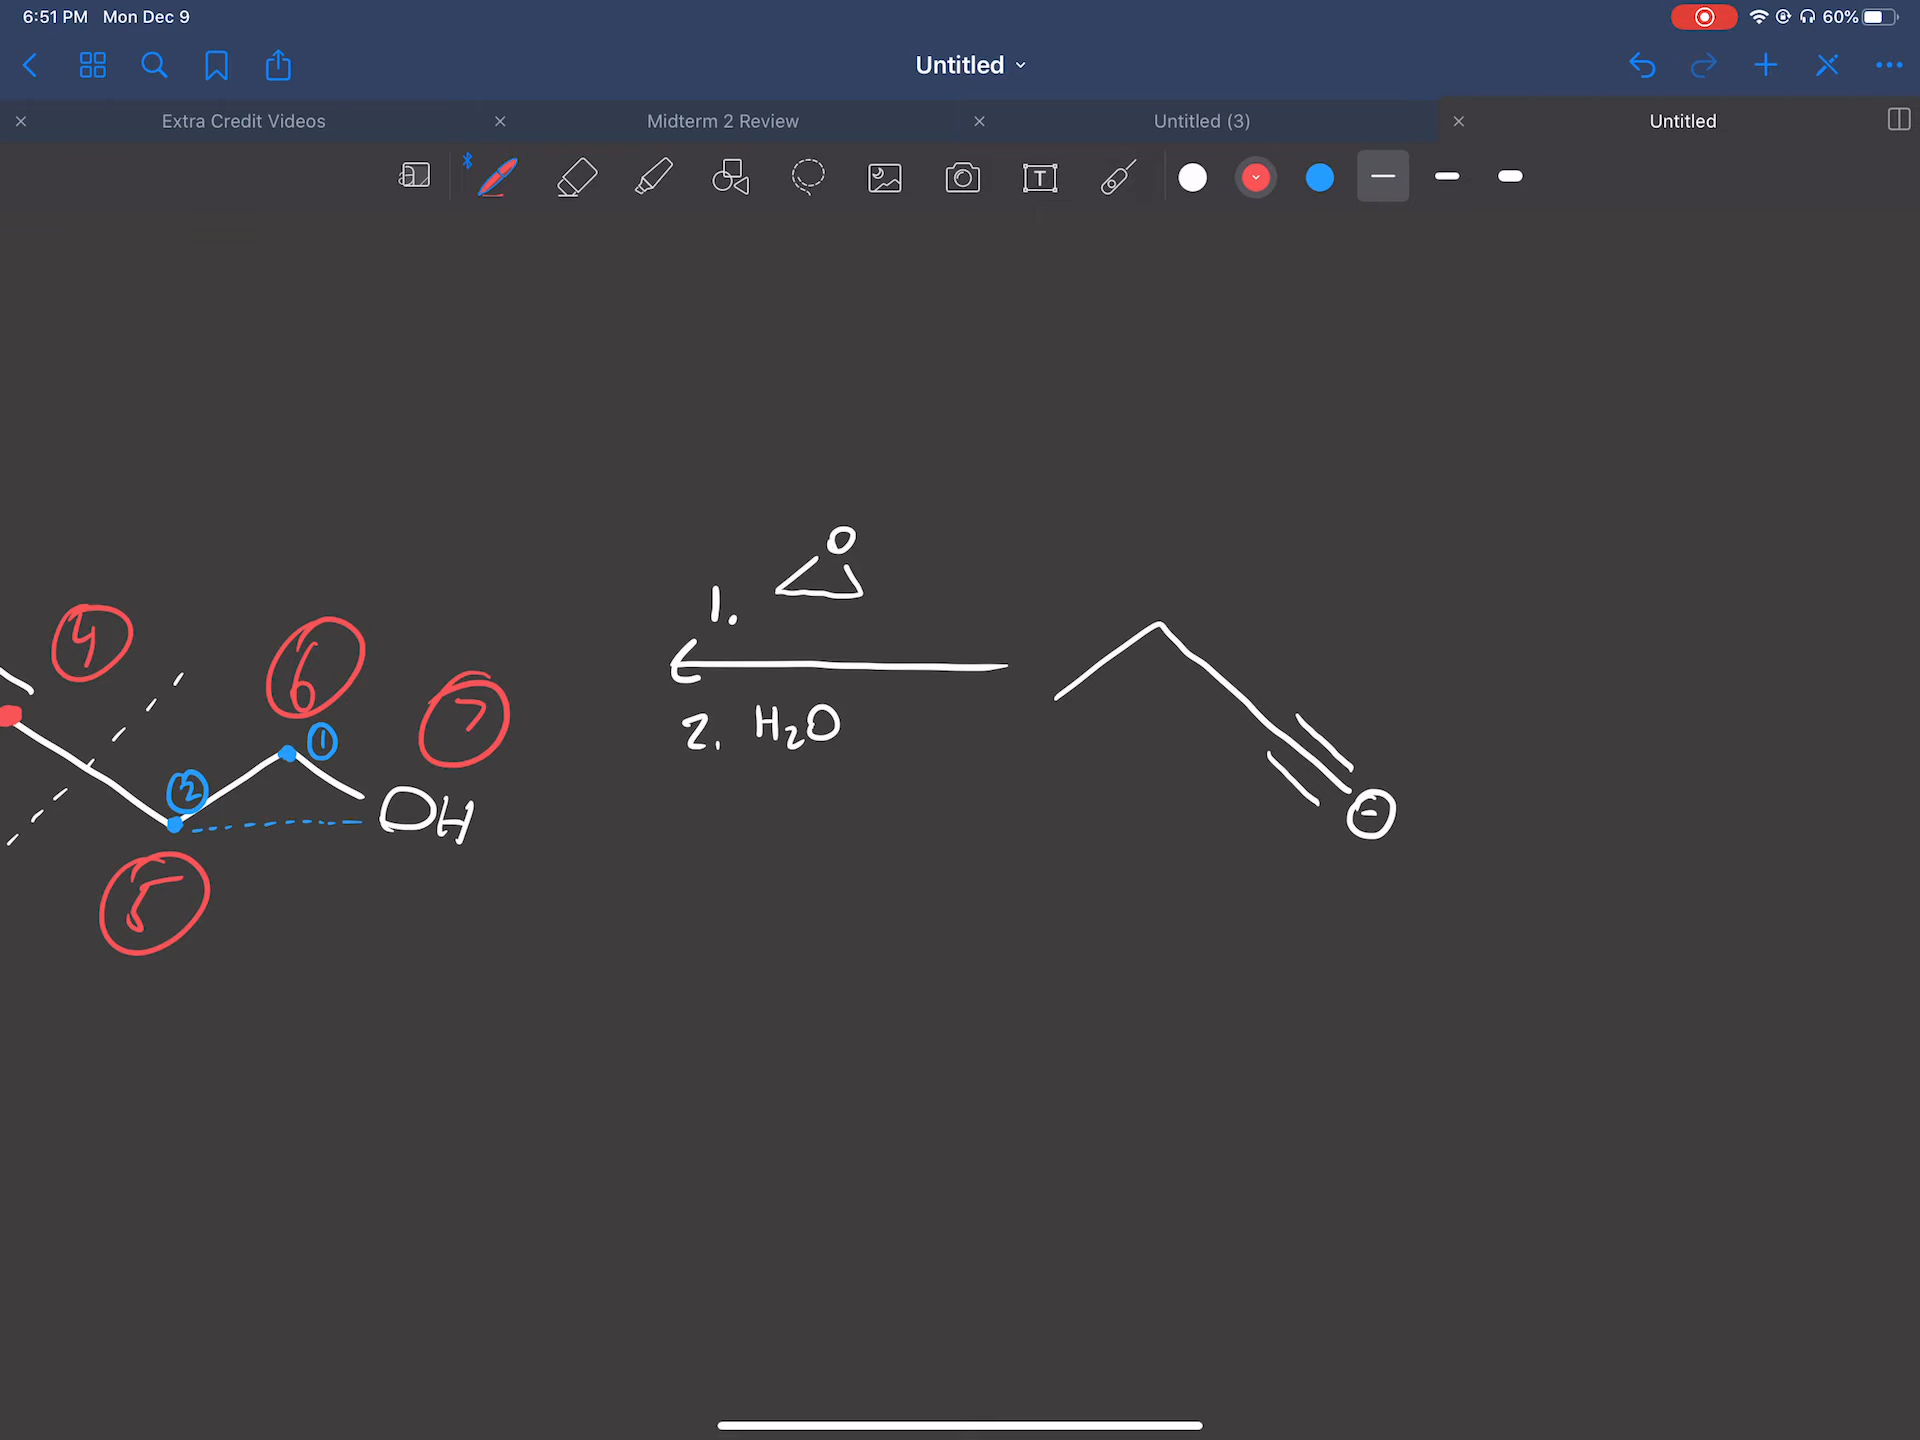 6:51 PM Mon Dec 9
60%
Untitled
Extra Credit Videos
Midterm 2 Review
Untitled (3)
Untitled
T
O
1.
2. H₂O
4
6
7
1
2
OH
5
-